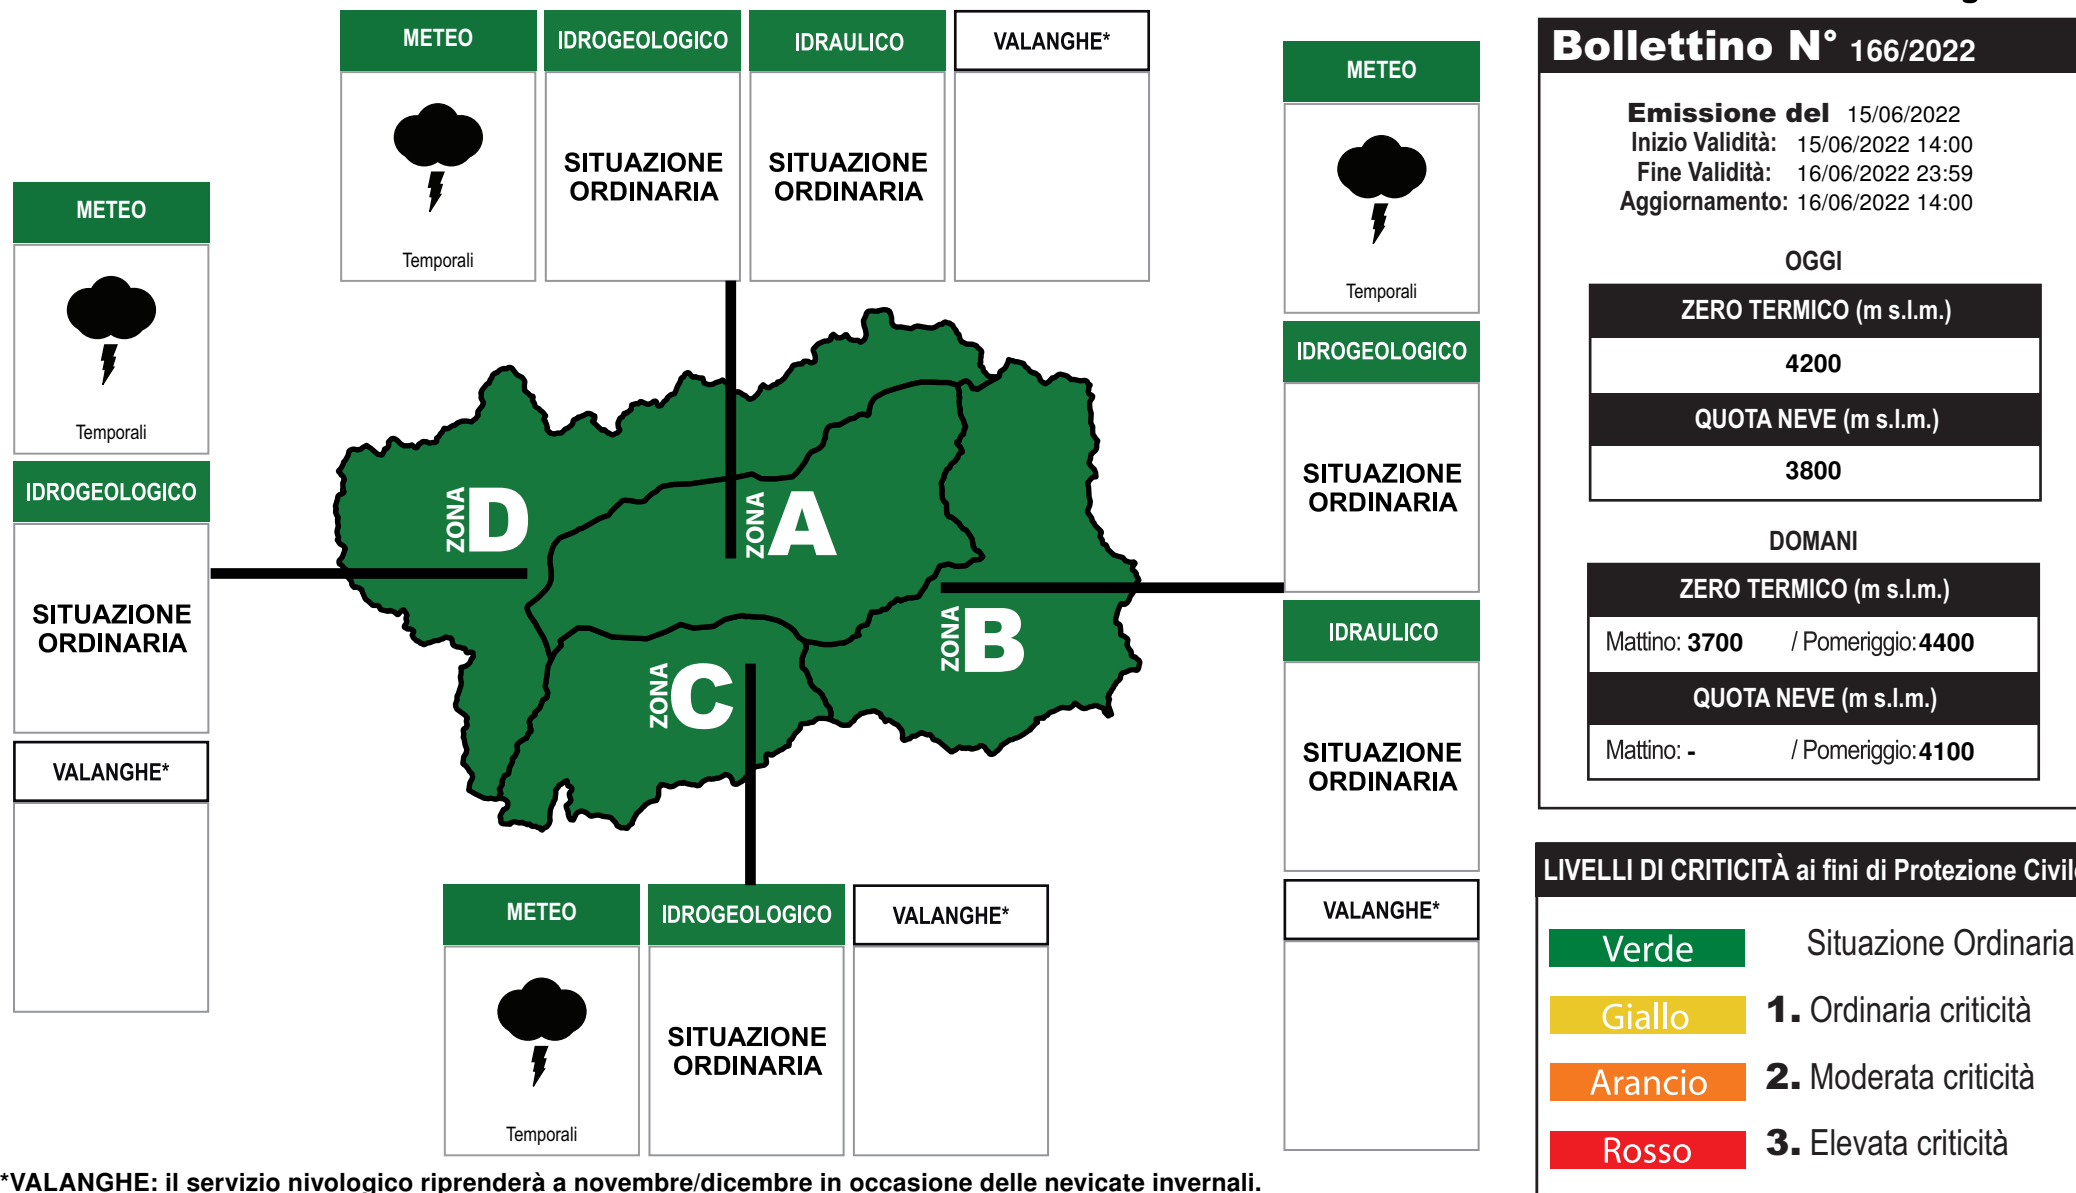 METEO
IDROGEOLOGICO
IDRAULICO
VALANGHE*
Temporali
SITUAZIONE
ORDINARIA
SITUAZIONE
ORDINARIA
METEO
Temporali
IDROGEOLOGICO
SITUAZIONE
ORDINARIA
VALANGHE*
ZONA D
ZONA A
ZONA B
ZONA C
METEO
Temporali
IDROGEOLOGICO
SITUAZIONE
ORDINARIA
IDRAULICO
SITUAZIONE
ORDINARIA
VALANGHE*
METEO
IDROGEOLOGICO
VALANGHE*
Temporali
SITUAZIONE
ORDINARIA
*VALANGHE: il servizio nivologico riprenderà a novembre/dicembre in occasione delle nevicate invernali.
Bollettino N° 166/2022
Emissione del 15/06/2022
Inizio Validità: 15/06/2022 14:00
Fine Validità: 16/06/2022 23:59
Aggiornamento: 16/06/2022 14:00
OGGI
ZERO TERMICO (m s.l.m.)
4200
QUOTA NEVE (m s.l.m.)
3800
DOMANI
ZERO TERMICO (m s.l.m.)
Mattino: 3700 / Pomeriggio: 4400
QUOTA NEVE (m s.l.m.)
Mattino: - / Pomeriggio: 4100
LIVELLI DI CRITICITÀ ai fini di Protezione Civile
Verde Situazione Ordinaria
Giallo 1. Ordinaria criticità
Arancio 2. Moderata criticità
Rosso 3. Elevata criticità